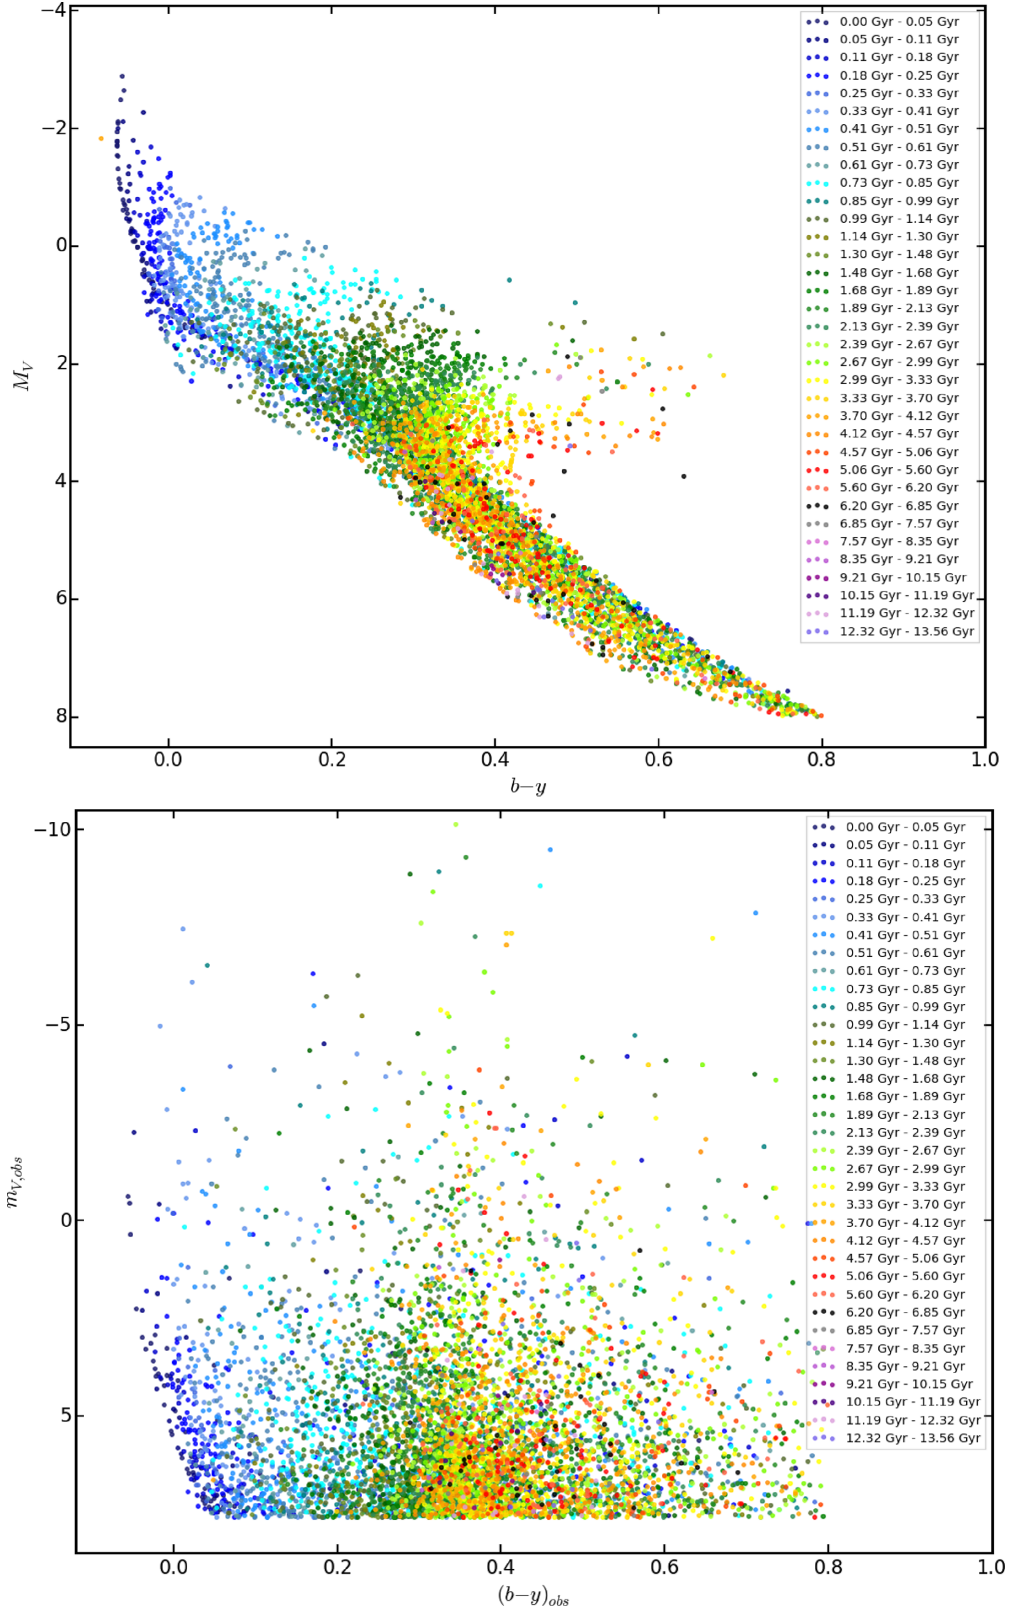 −4
−2
0
2
4
6
8
M_V
0.0 0.2 0.4 0.6 0.8 1.0
b−y
0.00 Gyr - 0.05 Gyr
0.05 Gyr - 0.11 Gyr
0.11 Gyr - 0.18 Gyr
0.18 Gyr - 0.25 Gyr
0.25 Gyr - 0.33 Gyr
0.33 Gyr - 0.41 Gyr
0.41 Gyr - 0.51 Gyr
0.51 Gyr - 0.61 Gyr
0.61 Gyr - 0.73 Gyr
0.73 Gyr - 0.85 Gyr
0.85 Gyr - 0.99 Gyr
0.99 Gyr - 1.14 Gyr
1.14 Gyr - 1.30 Gyr
1.30 Gyr - 1.48 Gyr
1.48 Gyr - 1.68 Gyr
1.68 Gyr - 1.89 Gyr
1.89 Gyr - 2.13 Gyr
2.13 Gyr - 2.39 Gyr
2.39 Gyr - 2.67 Gyr
2.67 Gyr - 2.99 Gyr
2.99 Gyr - 3.33 Gyr
3.33 Gyr - 3.70 Gyr
3.70 Gyr - 4.12 Gyr
4.12 Gyr - 4.57 Gyr
4.57 Gyr - 5.06 Gyr
5.06 Gyr - 5.60 Gyr
5.60 Gyr - 6.20 Gyr
6.20 Gyr - 6.85 Gyr
6.85 Gyr - 7.57 Gyr
7.57 Gyr - 8.35 Gyr
8.35 Gyr - 9.21 Gyr
9.21 Gyr - 10.15 Gyr
10.15 Gyr - 11.19 Gyr
11.19 Gyr - 12.32 Gyr
12.32 Gyr - 13.56 Gyr
−10
−5
0
5
m_{V,obs}
0.0 0.2 0.4 0.6 0.8 1.0
(b−y)_{obs}
0.00 Gyr - 0.05 Gyr
0.05 Gyr - 0.11 Gyr
0.11 Gyr - 0.18 Gyr
0.18 Gyr - 0.25 Gyr
0.25 Gyr - 0.33 Gyr
0.33 Gyr - 0.41 Gyr
0.41 Gyr - 0.51 Gyr
0.51 Gyr - 0.61 Gyr
0.61 Gyr - 0.73 Gyr
0.73 Gyr - 0.85 Gyr
0.85 Gyr - 0.99 Gyr
0.99 Gyr - 1.14 Gyr
1.14 Gyr - 1.30 Gyr
1.30 Gyr - 1.48 Gyr
1.48 Gyr - 1.68 Gyr
1.68 Gyr - 1.89 Gyr
1.89 Gyr - 2.13 Gyr
2.13 Gyr - 2.39 Gyr
2.39 Gyr - 2.67 Gyr
2.67 Gyr - 2.99 Gyr
2.99 Gyr - 3.33 Gyr
3.33 Gyr - 3.70 Gyr
3.70 Gyr - 4.12 Gyr
4.12 Gyr - 4.57 Gyr
4.57 Gyr - 5.06 Gyr
5.06 Gyr - 5.60 Gyr
5.60 Gyr - 6.20 Gyr
6.20 Gyr - 6.85 Gyr
6.85 Gyr - 7.57 Gyr
7.57 Gyr - 8.35 Gyr
8.35 Gyr - 9.21 Gyr
9.21 Gyr - 10.15 Gyr
10.15 Gyr - 11.19 Gyr
11.19 Gyr - 12.32 Gyr
12.32 Gyr - 13.56 Gyr